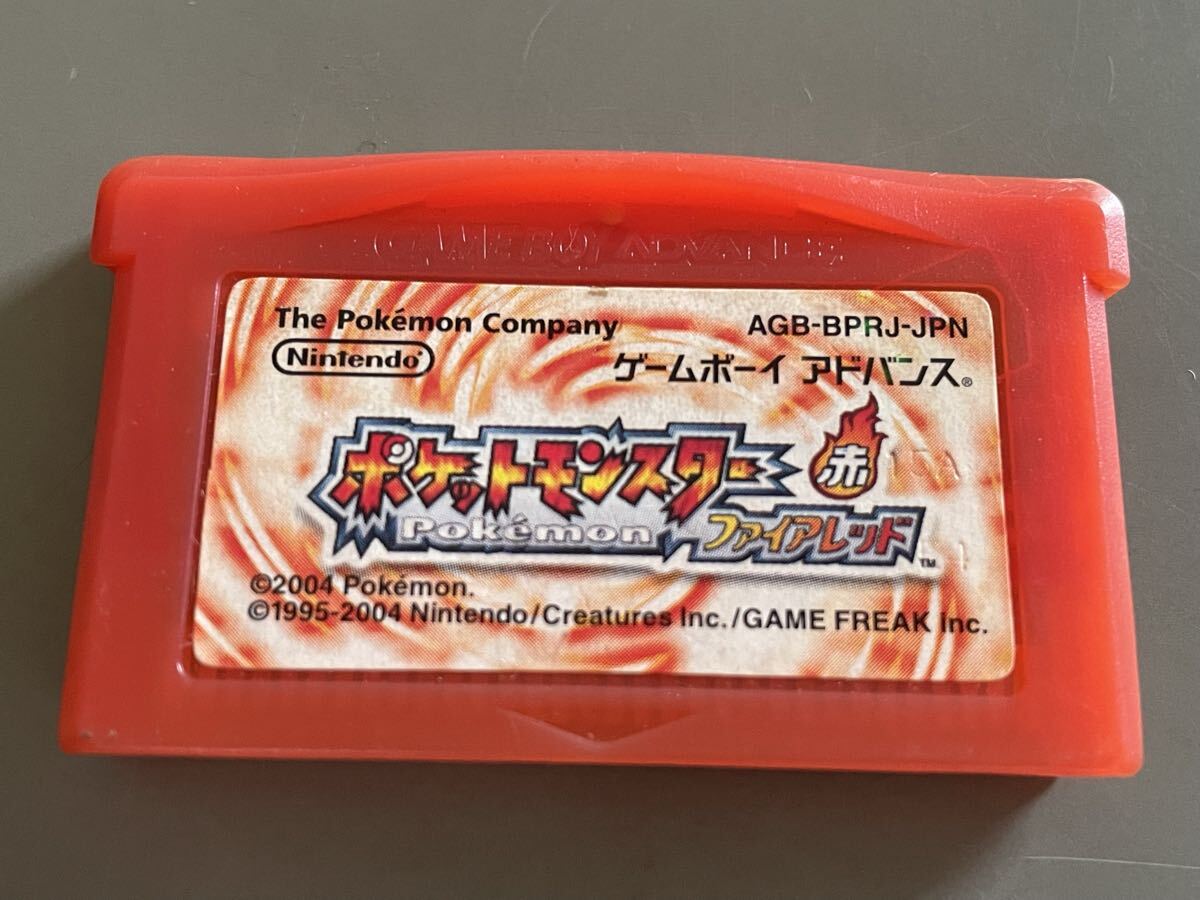 GAME BOY ADVANCE
The Pokémon Company AGB-BPRJ-JPN
Nintendo® ゲームボーイ アドバンス®
ポケットモンスター 赤
Pokémon ファイアレッド™
©2004 Pokémon.
©1995-2004 Nintendo/Creatures Inc./GAME FREAK inc.